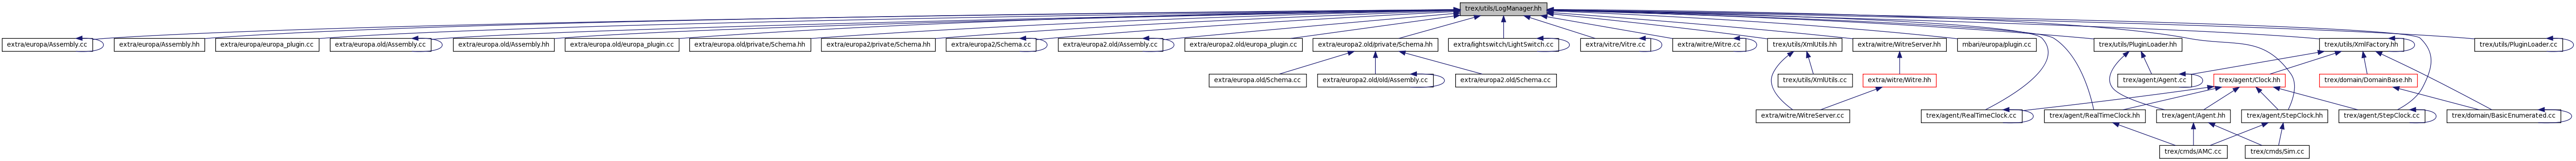 trex/utils/LogManager.hh
extra/europa/Assembly.cc
extra/europa/Assembly.hh
extra/europa/europa_plugin.cc
extra/europa.old/Assembly.cc
extra/europa.old/Assembly.hh
extra/europa.old/europa_plugin.cc
extra/europa.old/private/Schema.hh
extra/europa2/private/Schema.hh
extra/europa2/Schema.cc
extra/europa2.old/Assembly.cc
extra/europa2.old/europa_plugin.cc
extra/europa2.old/private/Schema.hh
extra/lightswitch/LightSwitch.cc
extra/vitre/Vitre.cc
extra/witre/Witre.cc
trex/utils/XmlUtils.hh
extra/witre/WitreServer.hh
mbari/europa/plugin.cc
trex/utils/PluginLoader.hh
trex/utils/XmlFactory.hh
trex/utils/PluginLoader.cc
extra/europa.old/Schema.cc
extra/europa2.old/old/Assembly.cc
extra/europa2.old/Schema.cc
trex/utils/XmlUtils.cc
extra/witre/Witre.hh
trex/agent/Agent.cc
trex/agent/Clock.hh
trex/domain/DomainBase.hh
extra/witre/WitreServer.cc
trex/agent/RealTimeClock.cc
trex/agent/RealTimeClock.hh
trex/agent/Agent.hh
trex/agent/StepClock.hh
trex/agent/StepClock.cc
trex/domain/BasicEnumerated.cc
trex/cmds/AMC.cc
trex/cmds/Sim.cc